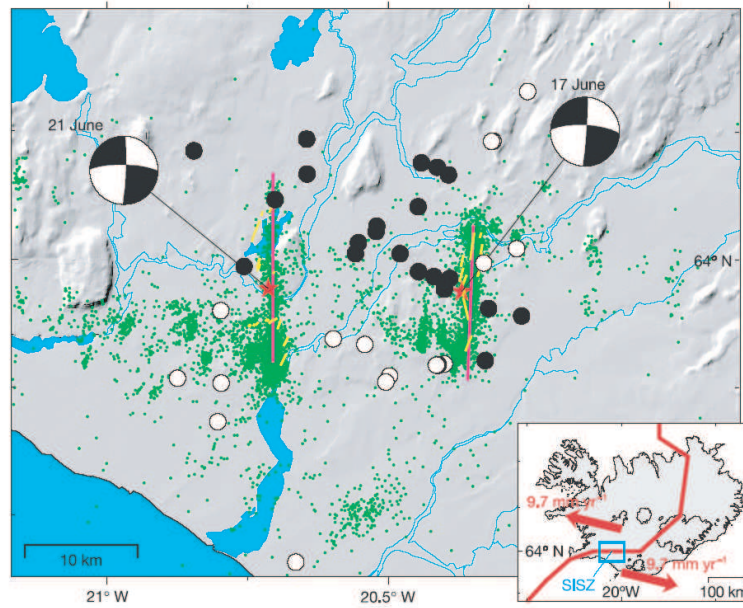 17 June
21 June
64° N
9.7 mm yr⁻¹
64° N
9.7 mm yr⁻¹
SISZ
20°W
100 km
10 km
21° W
20.5° W